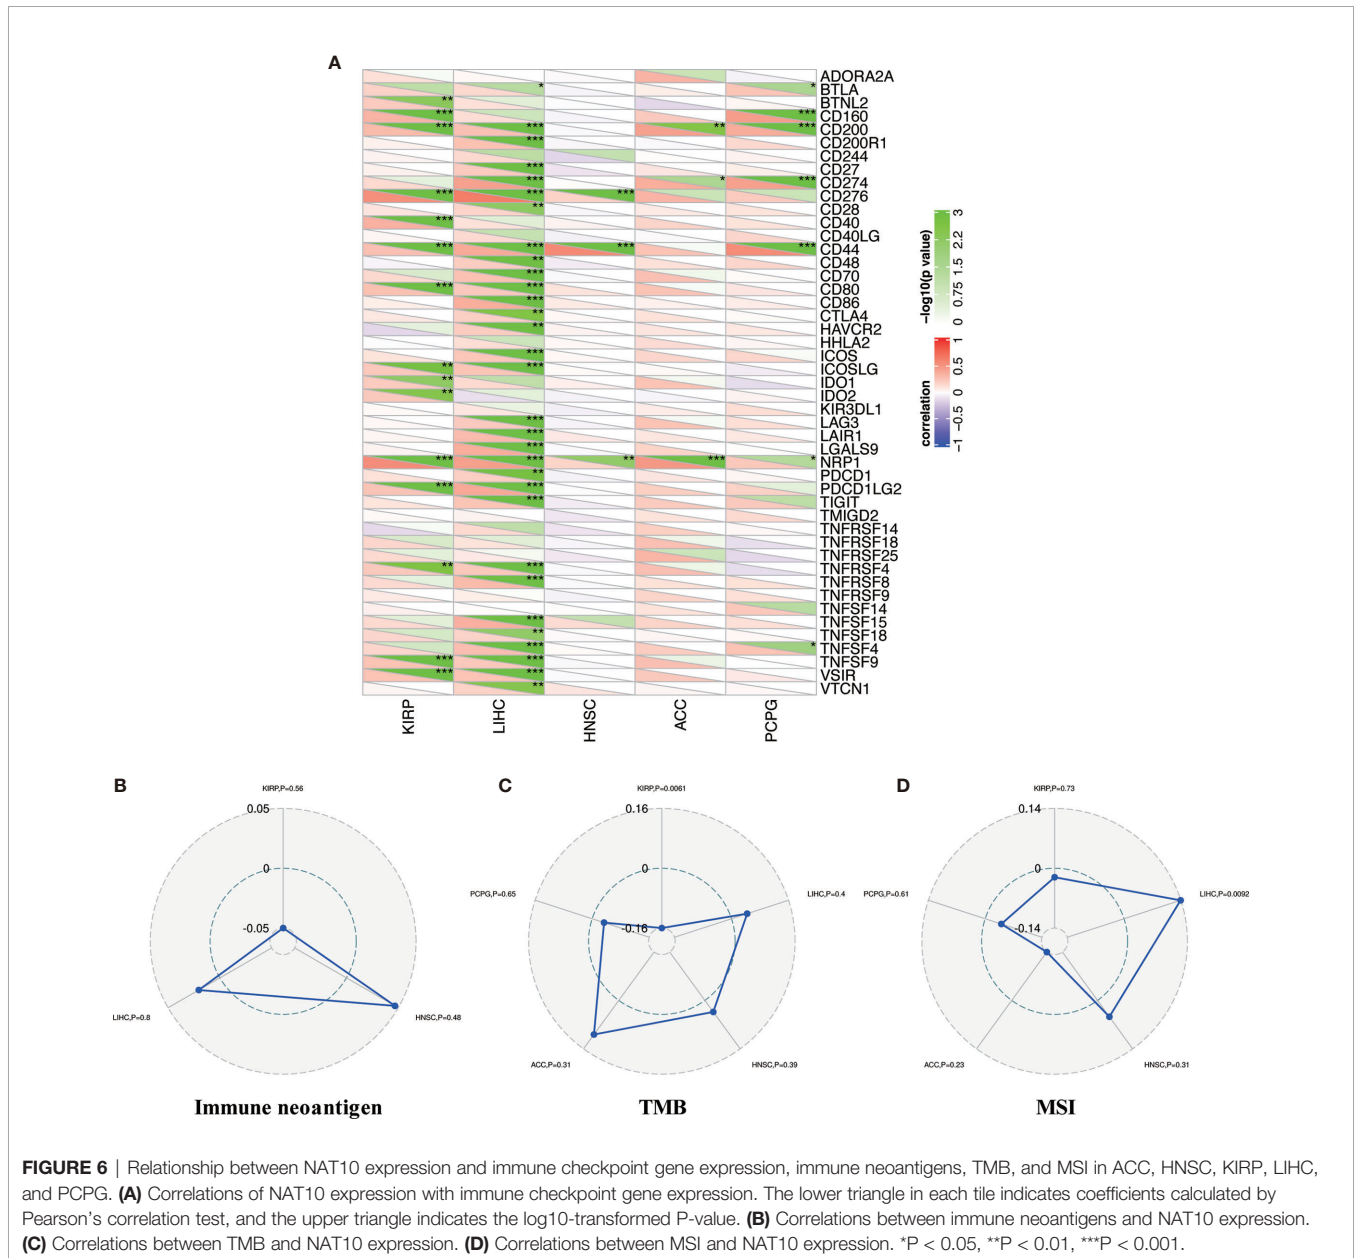 A
ADORA2A
* * BTLA
** BTNL2
*** *** CD160
*** *** ** *** CD200
*** CD200R1
CD244
*** CD27
*** * *** CD274
*** *** *** CD276
** CD28
*** CD40
CD40LG
*** *** *** *** CD44
** CD48
*** CD70
*** *** CD80
*** CD86
** CTLA4
** HAVCR2
HHLA2
*** ICOS
** *** ICOSLG
** IDO1
** IDO2
KIR3DL1
*** LAG3
*** LAIR1
*** LGALS9
*** *** ** *** * NRP1
** PDCD1
*** *** PDCD1LG2
*** TIGIT
TMIGD2
TNFRSF14
TNFRSF18
TNFRSF25
** *** TNFRSF4
*** TNFRSF8
TNFRSF9
TNFSF14
*** TNFSF15
** TNFSF18
*** * TNFSF4
*** *** TNFSF9
*** *** VSIR
** VTCN1
KIRP LIHC HNSC ACC PCPG
−log10(p value)
0 0.75 1.5 2.2 3
correlation
−1 −0.5 0 0.5 1
B
KIRP,P=0.56
0.05
0
-0.05
LIHC,P=0.8
HNSC,P=0.48
Immune neoantigen
C
KIRP,P=0.0061
0.16
0
-0.16
PCPG,P=0.65
LIHC,P=0.4
ACC,P=0.31
HNSC,P=0.39
TMB
D
KIRP,P=0.73
0.14
0
-0.14
PCPG,P=0.61
LIHC,P=0.0092
ACC,P=0.23
HNSC,P=0.31
MSI
FIGURE 6 | Relationship between NAT10 expression and immune checkpoint gene expression, immune neoantigens, TMB, and MSI in ACC, HNSC, KIRP, LIHC,
and PCPG. (A) Correlations of NAT10 expression with immune checkpoint gene expression. The lower triangle in each tile indicates coefficients calculated by
Pearson's correlation test, and the upper triangle indicates the log10-transformed P-value. (B) Correlations between immune neoantigens and NAT10 expression.
(C) Correlations between TMB and NAT10 expression. (D) Correlations between MSI and NAT10 expression. *P < 0.05, **P < 0.01, ***P < 0.001.